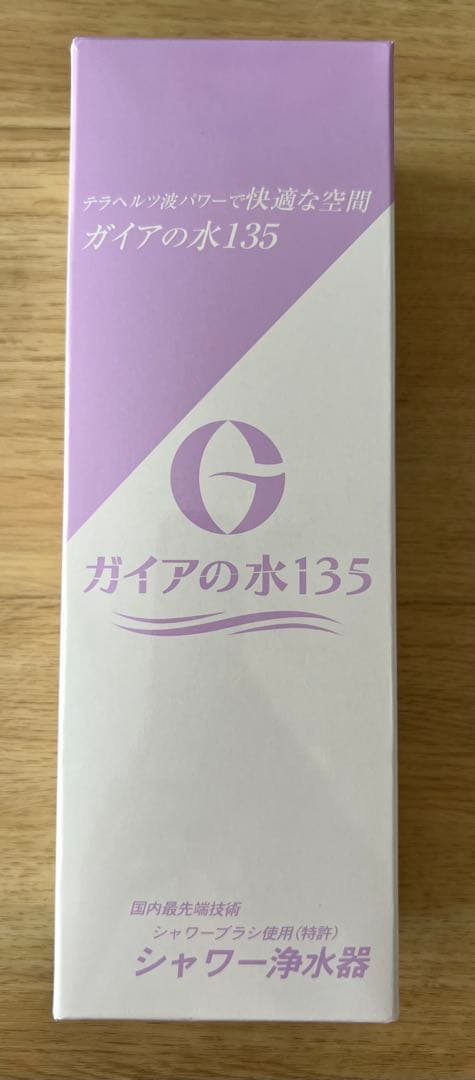 テラヘルツ波パワーで快適な空間
ガイアの水135
G
ガイアの水135
国内最先端技術
シャワーブラシ使用(特許)
シャワー浄水器